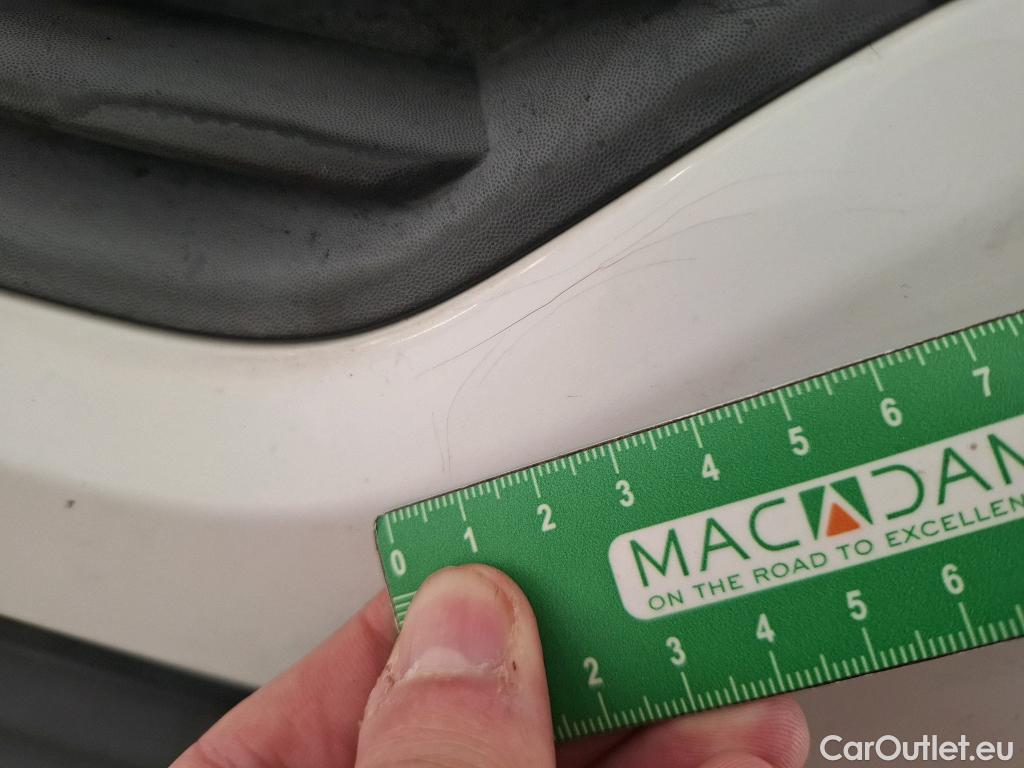 0 1 2 3 4 5 6 7
MACADAM
ON THE ROAD TO EXCELLEN
2 3 4 5 6
CarOutlet.eu